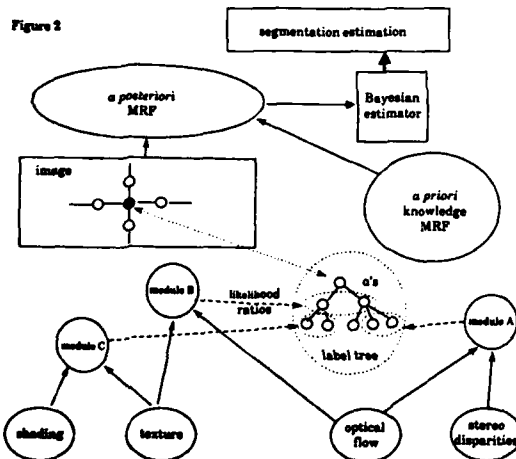 Figure 2
segmentation estimation
a posteriori
MRF
Bayesian
estimator
image
a priori
knowledge
MRF
module B
likelihood
ratios
α's
module C
label tree
module A
shading
texture
optical
flow
stereo
disparities